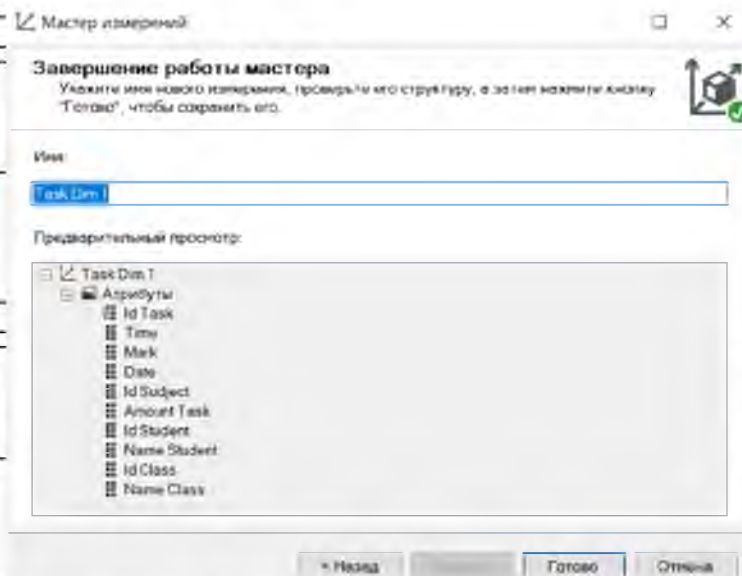 Мастер измерений
Завершение работы мастера
Укажите имя нового измерения, проверьте его структуру, а затем нажмите кнопку
"Готово", чтобы сохранить его.
Имя:
Task Dim 1
Предварительный просмотр:
Task Dim 1
Атрибуты
Id Task
Time
Mark
Date
Id Sudject
Amount Task
Id Student
Name Student
Id Class
Name Class
< Назад
Готово
Отмена